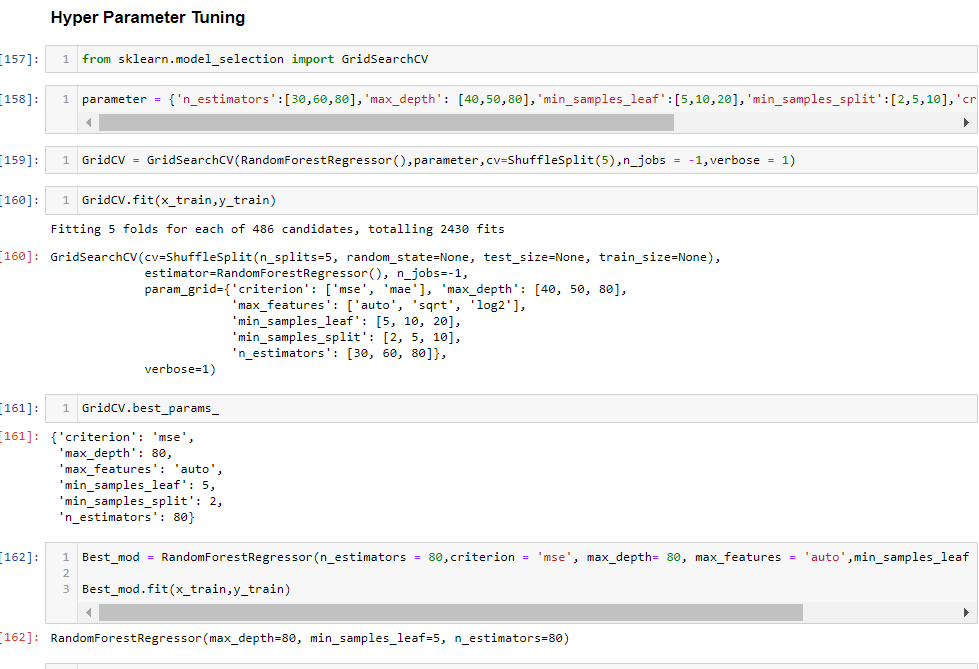 Hyper Parameter Tuning
[157]: 1 from sklearn.model_selection import GridSearchCV
[158]: 1 parameter = {'n_estimators':[30,60,80],'max_depth': [40,50,80],'min_samples_leaf':[5,10,20],'min_samples_split':[2,5,10],'cr
[159]: 1 GridCV = GridSearchCV(RandomForestRegressor(),parameter,cv=ShuffleSplit(5),n_jobs = -1,verbose = 1)
[160]: 1 GridCV.fit(x_train,y_train)
Fitting 5 folds for each of 486 candidates, totalling 2430 fits
[160]: GridSearchCV(cv=ShuffleSplit(n_splits=5, random_state=None, test_size=None, train_size=None),
estimator=RandomForestRegressor(), n_jobs=-1,
param_grid={'criterion': ['mse', 'mae'], 'max_depth': [40, 50, 80],
'max_features': ['auto', 'sqrt', 'log2'],
'min_samples_leaf': [5, 10, 20],
'min_samples_split': [2, 5, 10],
'n_estimators': [30, 60, 80]},
verbose=1)
[161]: 1 GridCV.best_params_
[161]: {'criterion': 'mse',
'max_depth': 80,
'max_features': 'auto',
'min_samples_leaf': 5,
'min_samples_split': 2,
'n_estimators': 80}
[162]: 1 Best_mod = RandomForestRegressor(n_estimators = 80,criterion = 'mse', max_depth= 80, max_features = 'auto',min_samples_leaf
2
3 Best_mod.fit(x_train,y_train)
[162]: RandomForestRegressor(max_depth=80, min_samples_leaf=5, n_estimators=80)